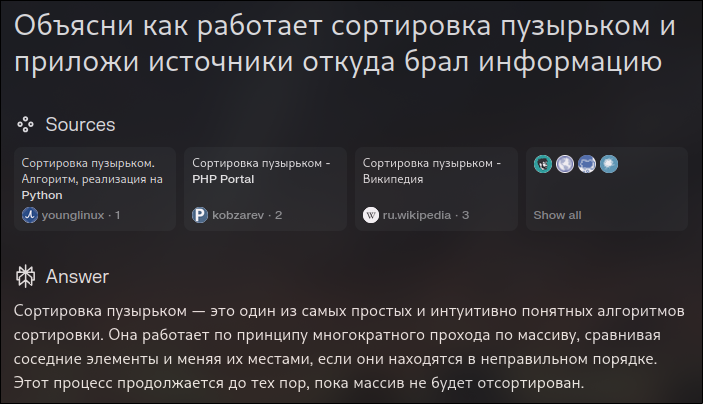 Объясни как работает сортировка пузырьком и
приложи источники откуда брал информацию
Sources
Сортировка пузырьком.
Алгоритм, реализация на
Python
younglinux · 1
Сортировка пузырьком -
PHP Portal
kobzarev · 2
Сортировка пузырьком -
Википедия
W
ru.wikipedia · 3
Show all
Answer
Сортировка пузырьком — это один из самых простых и интуитивно понятных алгоритмов
сортировки. Она работает по принципу многократного прохода по массиву, сравнивая
соседние элементы и меняя их местами, если они находятся в неправильном порядке.
Этот процесс продолжается до тех пор, пока массив не будет отсортирован.